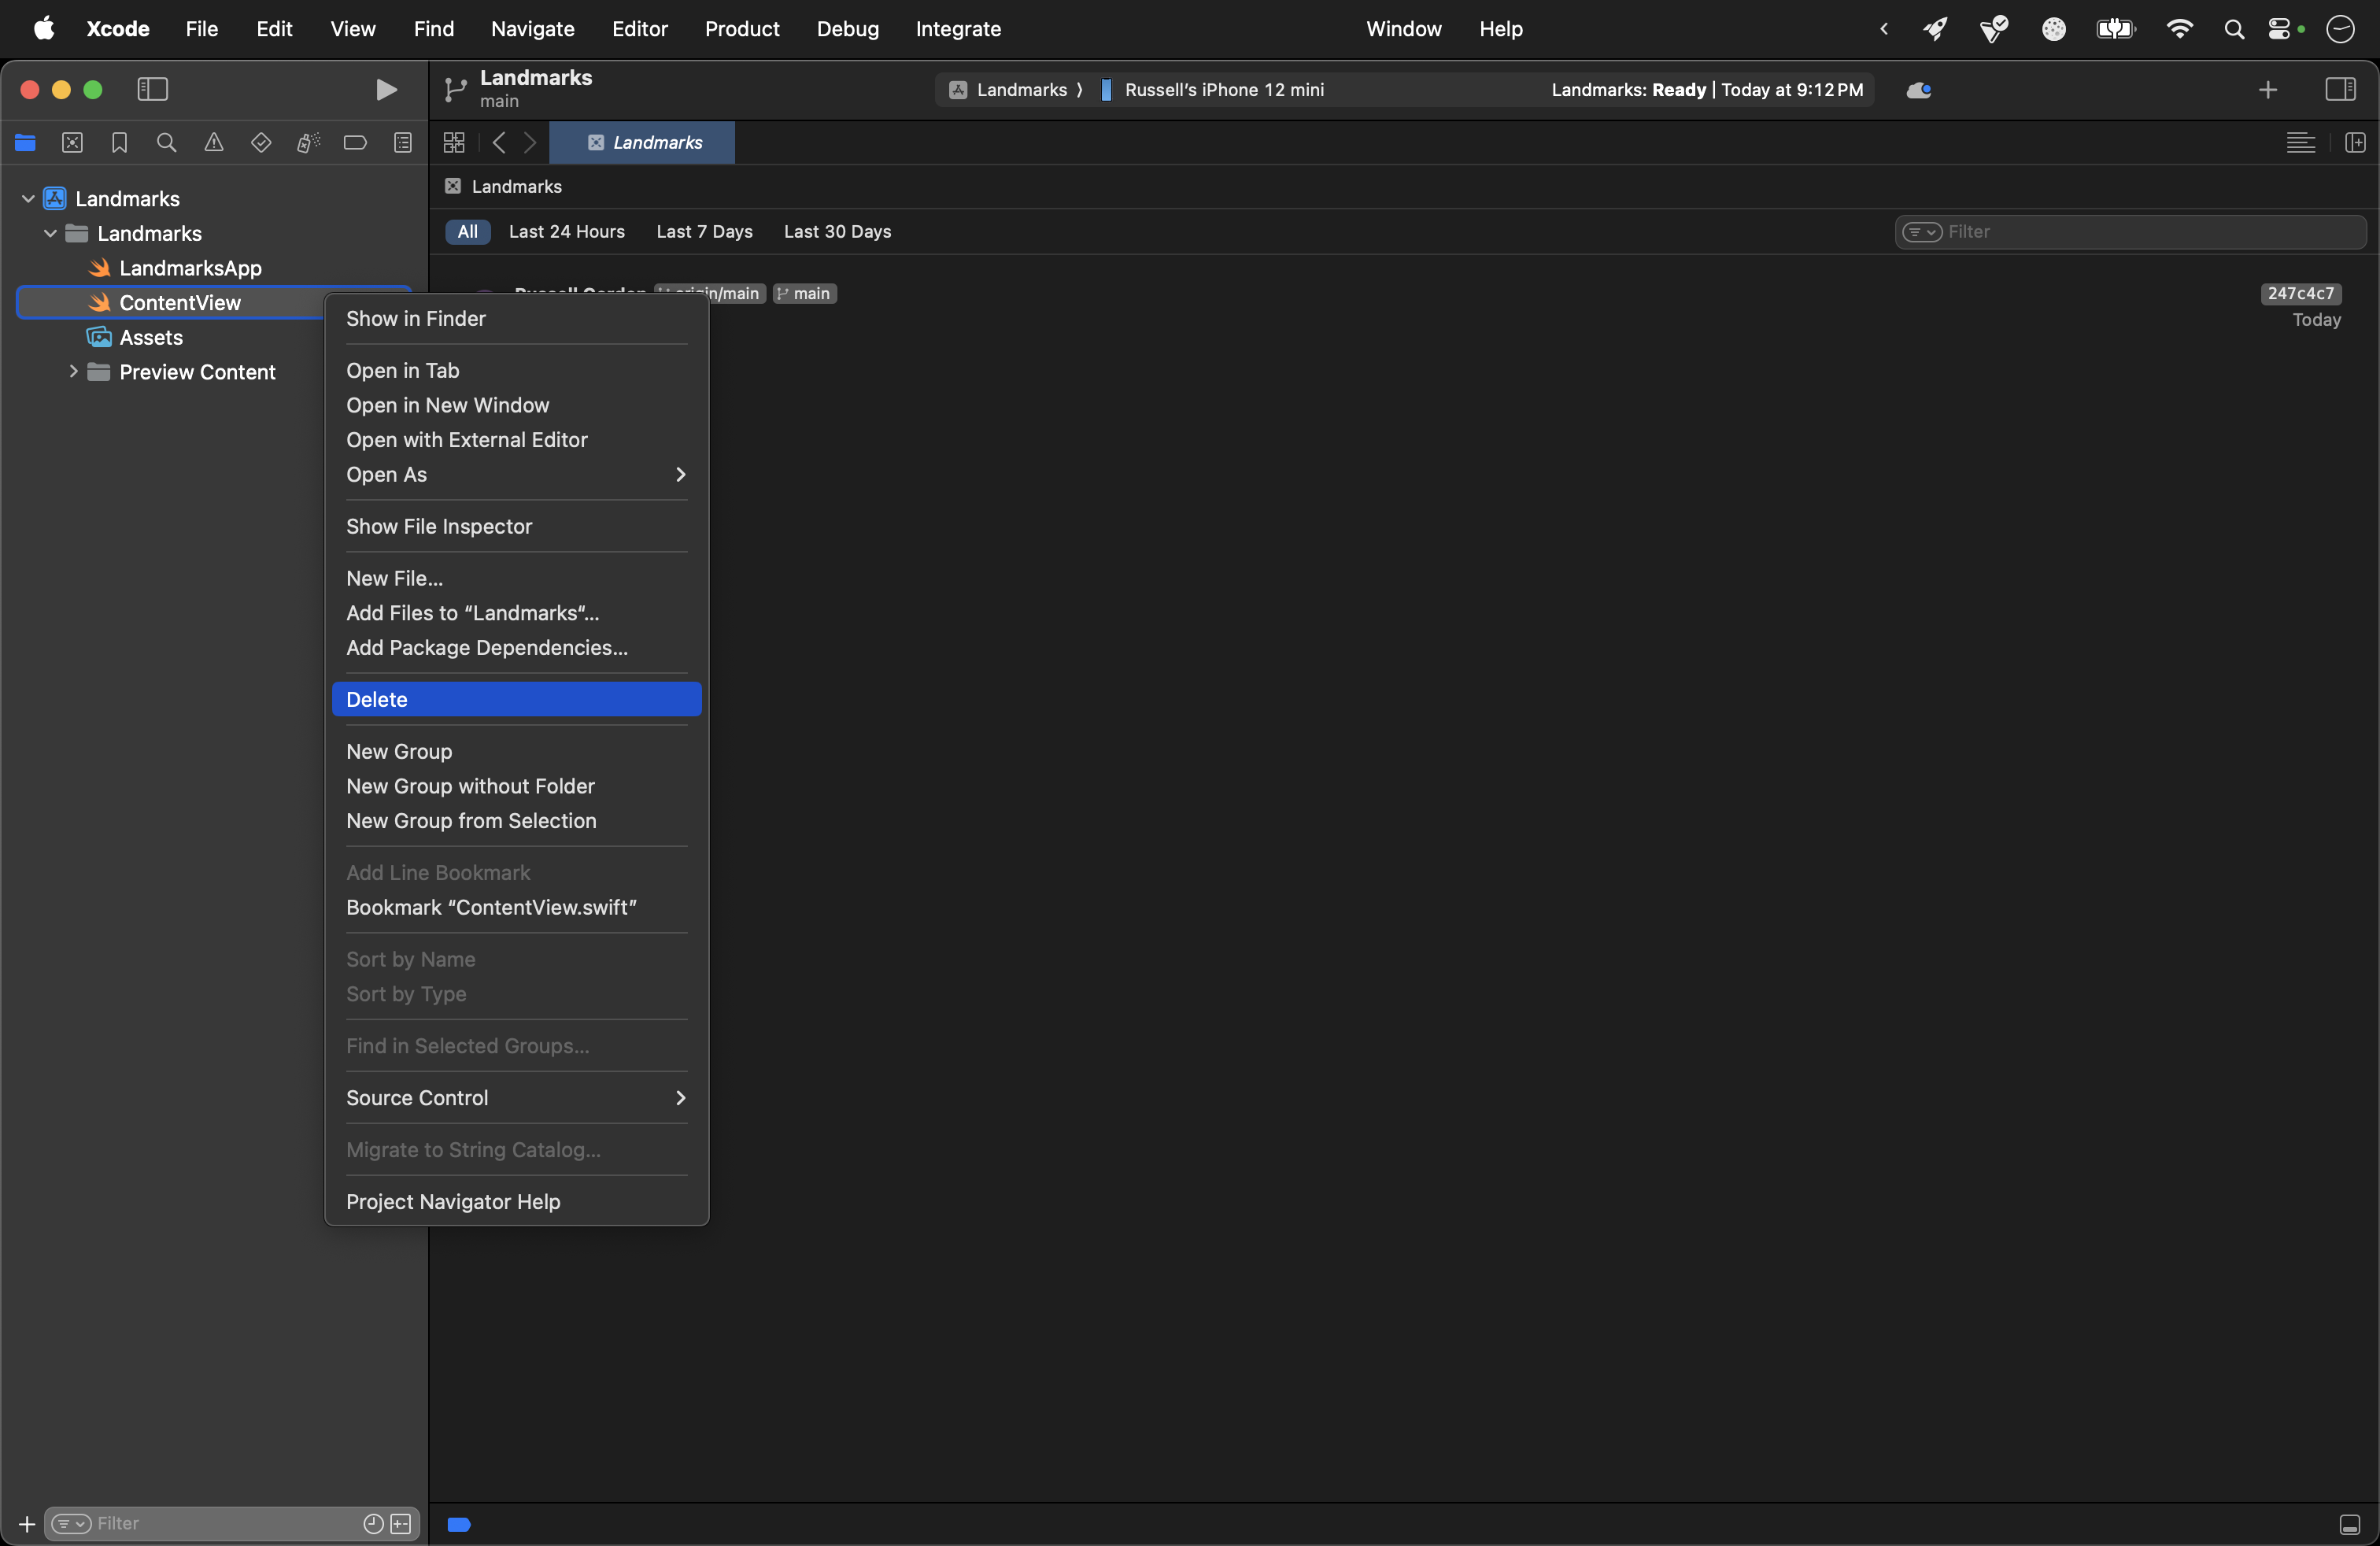 Xcode File Edit View Find Navigate Editor Product Debug Integrate Window Help
Landmarks
main
Landmarks Russell’s iPhone 12 mini Landmarks: Ready | Today at 9:12 PM
Landmarks
Landmarks
All Last 24 Hours Last 7 Days Last 30 Days Filter
Landmarks
Landmarks
LandmarksApp
ContentView
Assets
Preview Content
origin/main main 247c4c7
Today
Show in Finder
Open in Tab
Open in New Window
Open with External Editor
Open As
Show File Inspector
New File...
Add Files to “Landmarks“...
Add Package Dependencies...
Delete
New Group
New Group without Folder
New Group from Selection
Add Line Bookmark
Bookmark “ContentView.swift”
Sort by Name
Sort by Type
Find in Selected Groups...
Source Control
Migrate to String Catalog...
Project Navigator Help
Filter